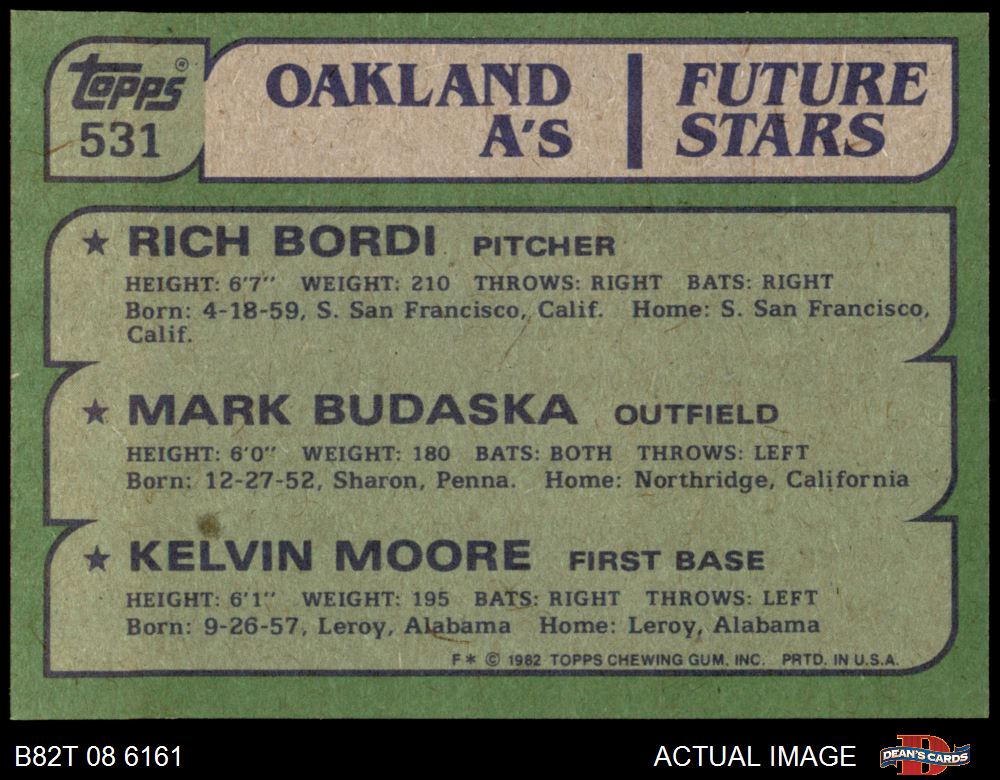 Topps®
531
OAKLAND A'S
FUTURE STARS
★ RICH BORDI PITCHER
HEIGHT: 6'7" WEIGHT: 210 THROWS: RIGHT BATS: RIGHT
Born: 4-18-59, S. San Francisco, Calif. Home: S. San Francisco,
Calif.
★ MARK BUDASKA OUTFIELD
HEIGHT: 6'0" WEIGHT: 180 BATS: BOTH THROWS: LEFT
Born: 12-27-52, Sharon, Penna. Home: Northridge, California
★ KELVIN MOORE FIRST BASE
HEIGHT: 6'1" WEIGHT: 195 BATS: RIGHT THROWS: LEFT
Born: 9-26-57, Leroy, Alabama Home: Leroy, Alabama
F* © 1982 TOPPS CHEWING GUM, INC. PRTD. IN U.S.A.
B82T 08 6161
ACTUAL IMAGE
DEAN'S CARDS